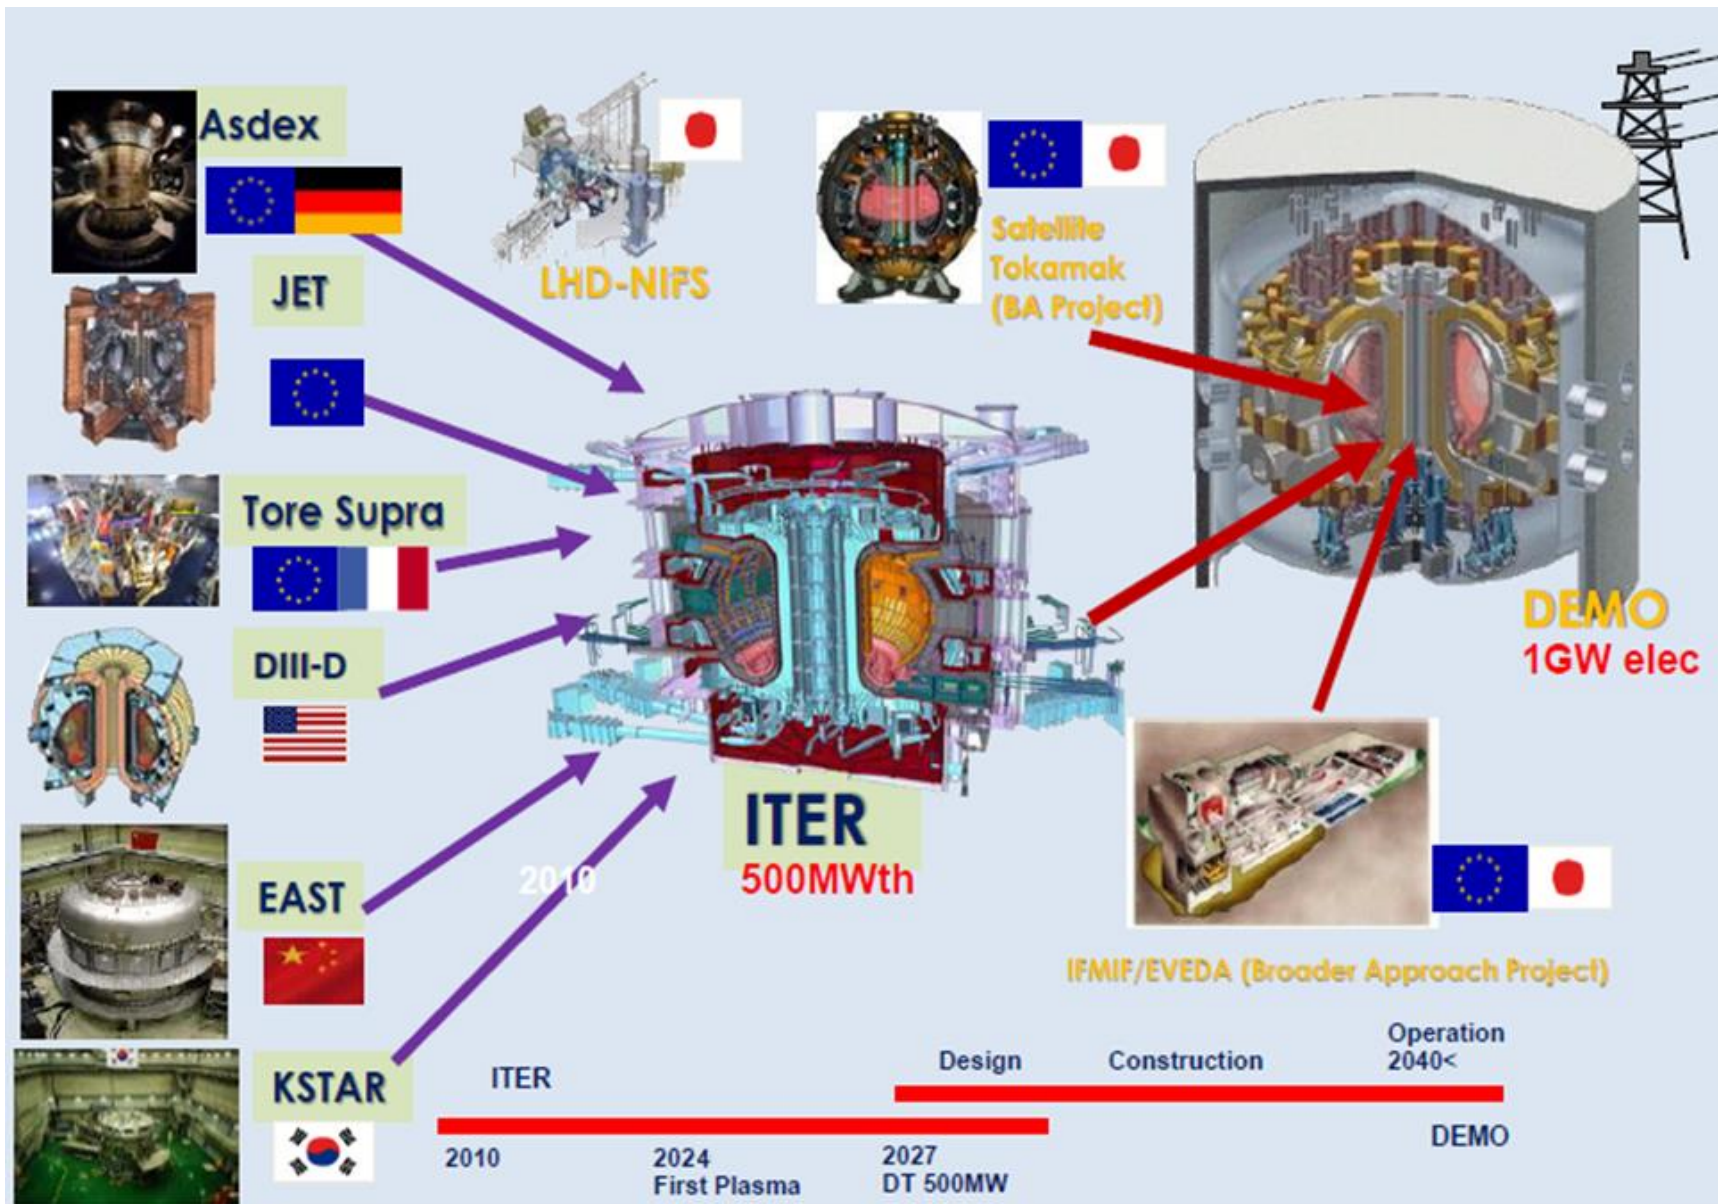 Asdex
JET
Tore Supra
DIII-D
EAST
KSTAR
LHD-NIFS
Satellite
Tokamak
(BA Project)
DEMO
1GW elec
ITER
500MWth
2010
IFMIF/EVEDA (Broader Approach Project)
ITER
2010
2024
First Plasma
2027
DT 500MW
Design
Construction
Operation
2040<
DEMO